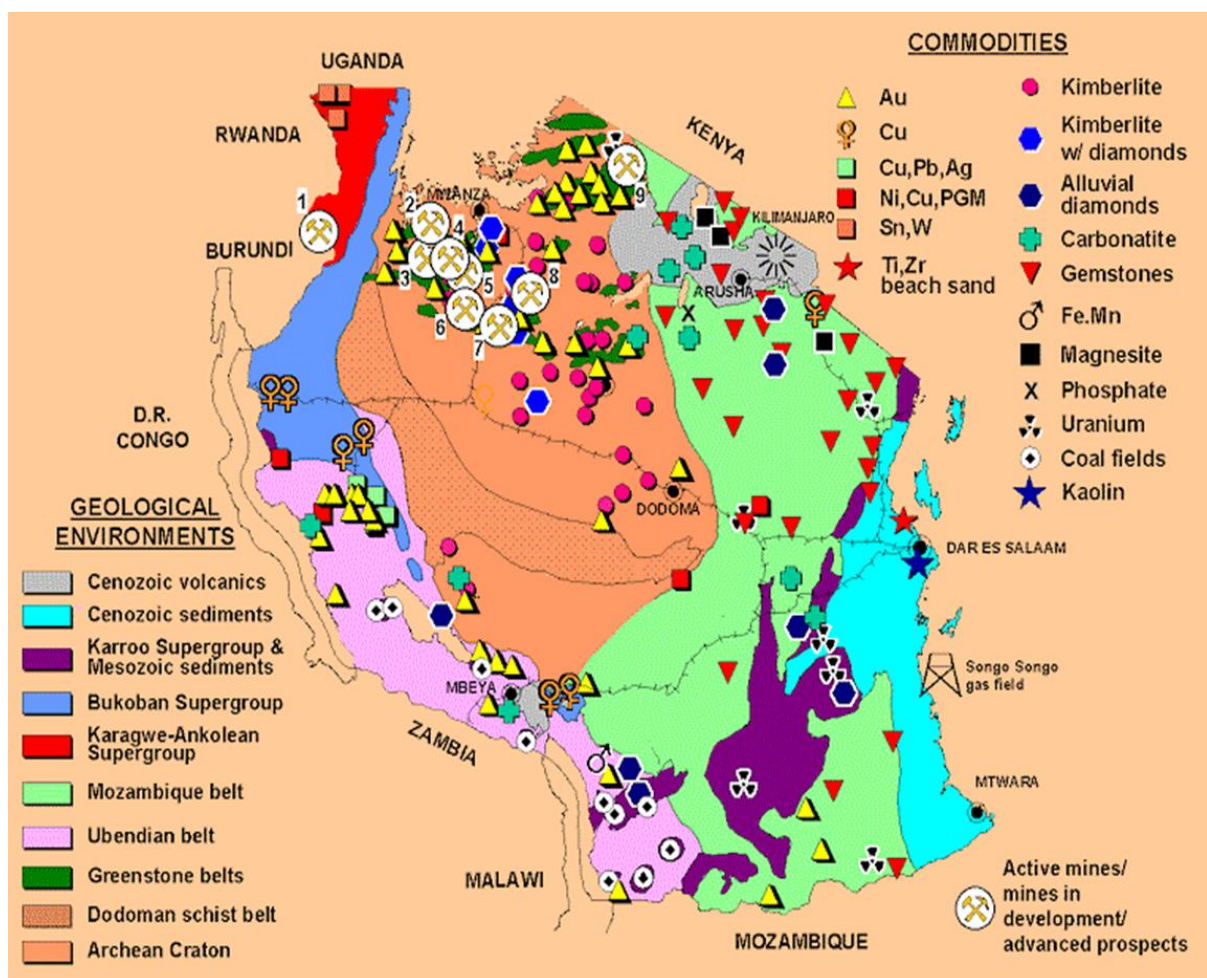 COMMODITIES
Au
Cu
Cu,Pb,Ag
Ni,Cu,PGM
Sn,W
Ti,Zr
beach sand
Kimberlite
Kimberlite
w/ diamonds
Alluvial
diamonds
Carbonatite
Gemstones
Fe.Mn
Magnesite
Phosphate
Uranium
Coal fields
Kaolin
UGANDA
RWANDA
BURUNDI
KENYA
MWANZA
KILIMANJARO
ARUSHA
1
2
3
4
5
6
7
8
9
D.R.
CONGO
DODOMA
DAR ES SALAAM
Songo Songo
gas field
MBEYA
ZAMBIA
MTWARA
MALAWI
MOZAMBIQUE
GEOLOGICAL
ENVIRONMENTS
Cenozoic volcanics
Cenozoic sediments
Karroo Supergroup &
Mesozoic sediments
Bukoban Supergroup
Karagwe-Ankolean
Supergroup
Mozambique belt
Ubendian belt
Greenstone belts
Dodoman schist belt
Archean Craton
Active mines/
mines in
development/
advanced prospects